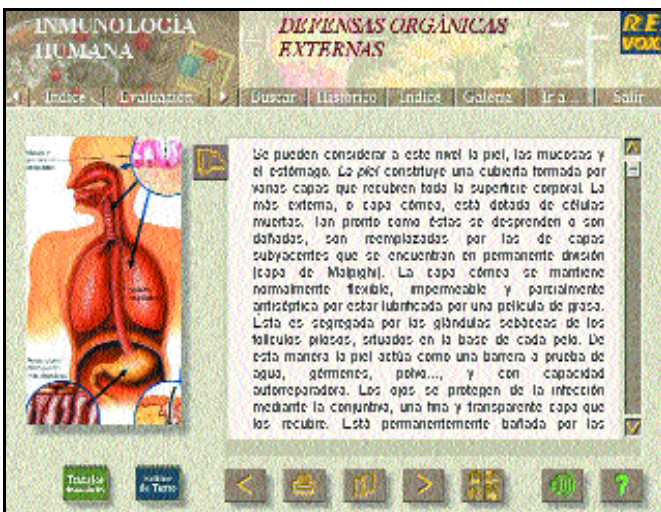 INMUNOLOGÍA
HUMANA
DEFENSAS ORGÁNICAS
EXTERNAS
Indice Evaluación Buscar Histórico Indice Galería Ir a Salir
Se pueden considerar a este nivel la piel, las mucosas y
el estómago. La piel constituye una cubierta formada por
varias capas que recubren toda la superficie corporal. La
más externa, o capa córnea, está dotada de células
muertas. Tan pronto como éstas se desprenden o son
dañadas, son reemplazadas por las de capas
subyacentes que se encuentran en permanente división
(capa de Malpighi). La capa córnea se mantiene
normalmente flexible, impermeable y parcialmente
antiséptica por estar lubrificada por una película de grasa.
Esta es segregada por las glándulas sebáceas de los
folículos pilosos, situados en la base de cada pelo. De
esta manera la piel actúa como una barrera a prueba de
agua, gérmenes, polvo..., y con capacidad
autorreparadora. Los ojos se protegen de la infección
mediante la conjuntiva, una fina y transparente capa que
los recubre. Está permanentemente bañada por las